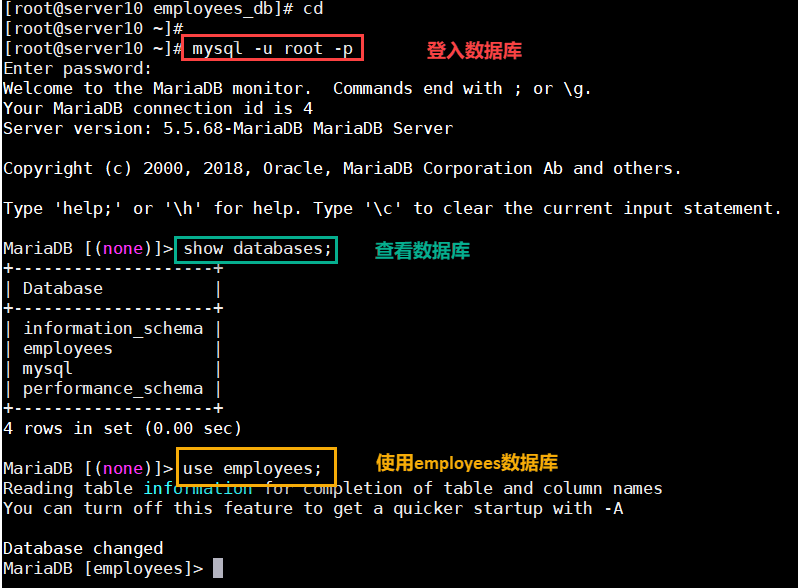 [root@server10 employees_db]# cd
[root@server10 ~]#
[root@server10 ~]# mysql -u root -p 登入数据库
Enter password:
Welcome to the MariaDB monitor.  Commands end with ; or \g.
Your MariaDB connection id is 4
Server version: 5.5.68-MariaDB MariaDB Server
Copyright (c) 2000, 2018, Oracle, MariaDB Corporation Ab and others.
Type 'help;' or '\h' for help. Type '\c' to clear the current input statement.
MariaDB [(none)]> show databases; 查看数据库
+--------------------+
| Database           |
+--------------------+
| information_schema |
| employees          |
| mysql              |
| performance_schema |
+--------------------+
4 rows in set (0.00 sec)
MariaDB [(none)]> use employees; 使用employees数据库
Reading table information for completion of table and column names
You can turn off this feature to get a quicker startup with -A
Database changed
MariaDB [employees]>